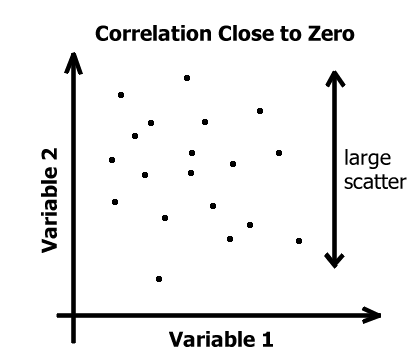 Correlation Close to Zero
Variable 2
large
scatter
Variable 1